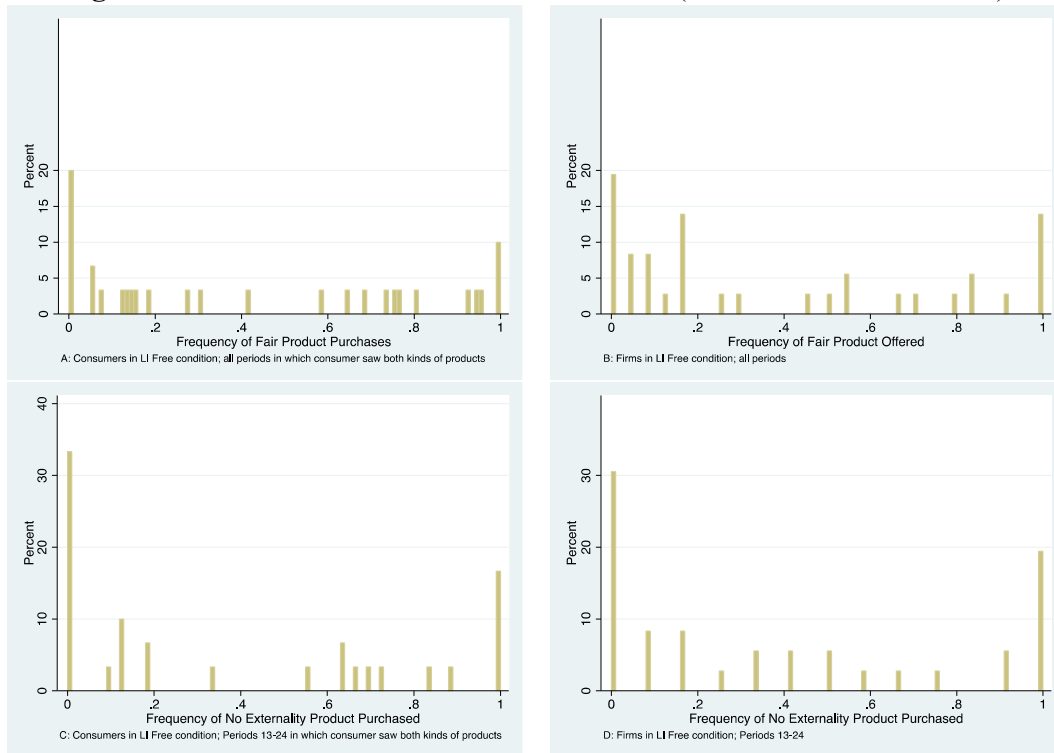 Percent
20
15
10
5
0
0 .2 .4 .6 .8 1
Frequency of Fair Product Purchases
A: Consumers in LI Free condition; all periods in which consumer saw both kinds of products
Percent
20
15
10
5
0
0 .2 .4 .6 .8 1
Frequency of Fair Product Offered
B: Firms in LI Free condition; all periods
Percent
40
30
20
10
0
0 .2 .4 .6 .8 1
Frequency of No Externality Product Purchased
C: Consumers in LI Free condition; Periods 13-24 in which consumer saw both kinds of products
Percent
30
20
10
0
0 .2 .4 .6 .8 1
Frequency of No Externality Product Purchased
D: Firms in LI Free condition; Periods 13-24